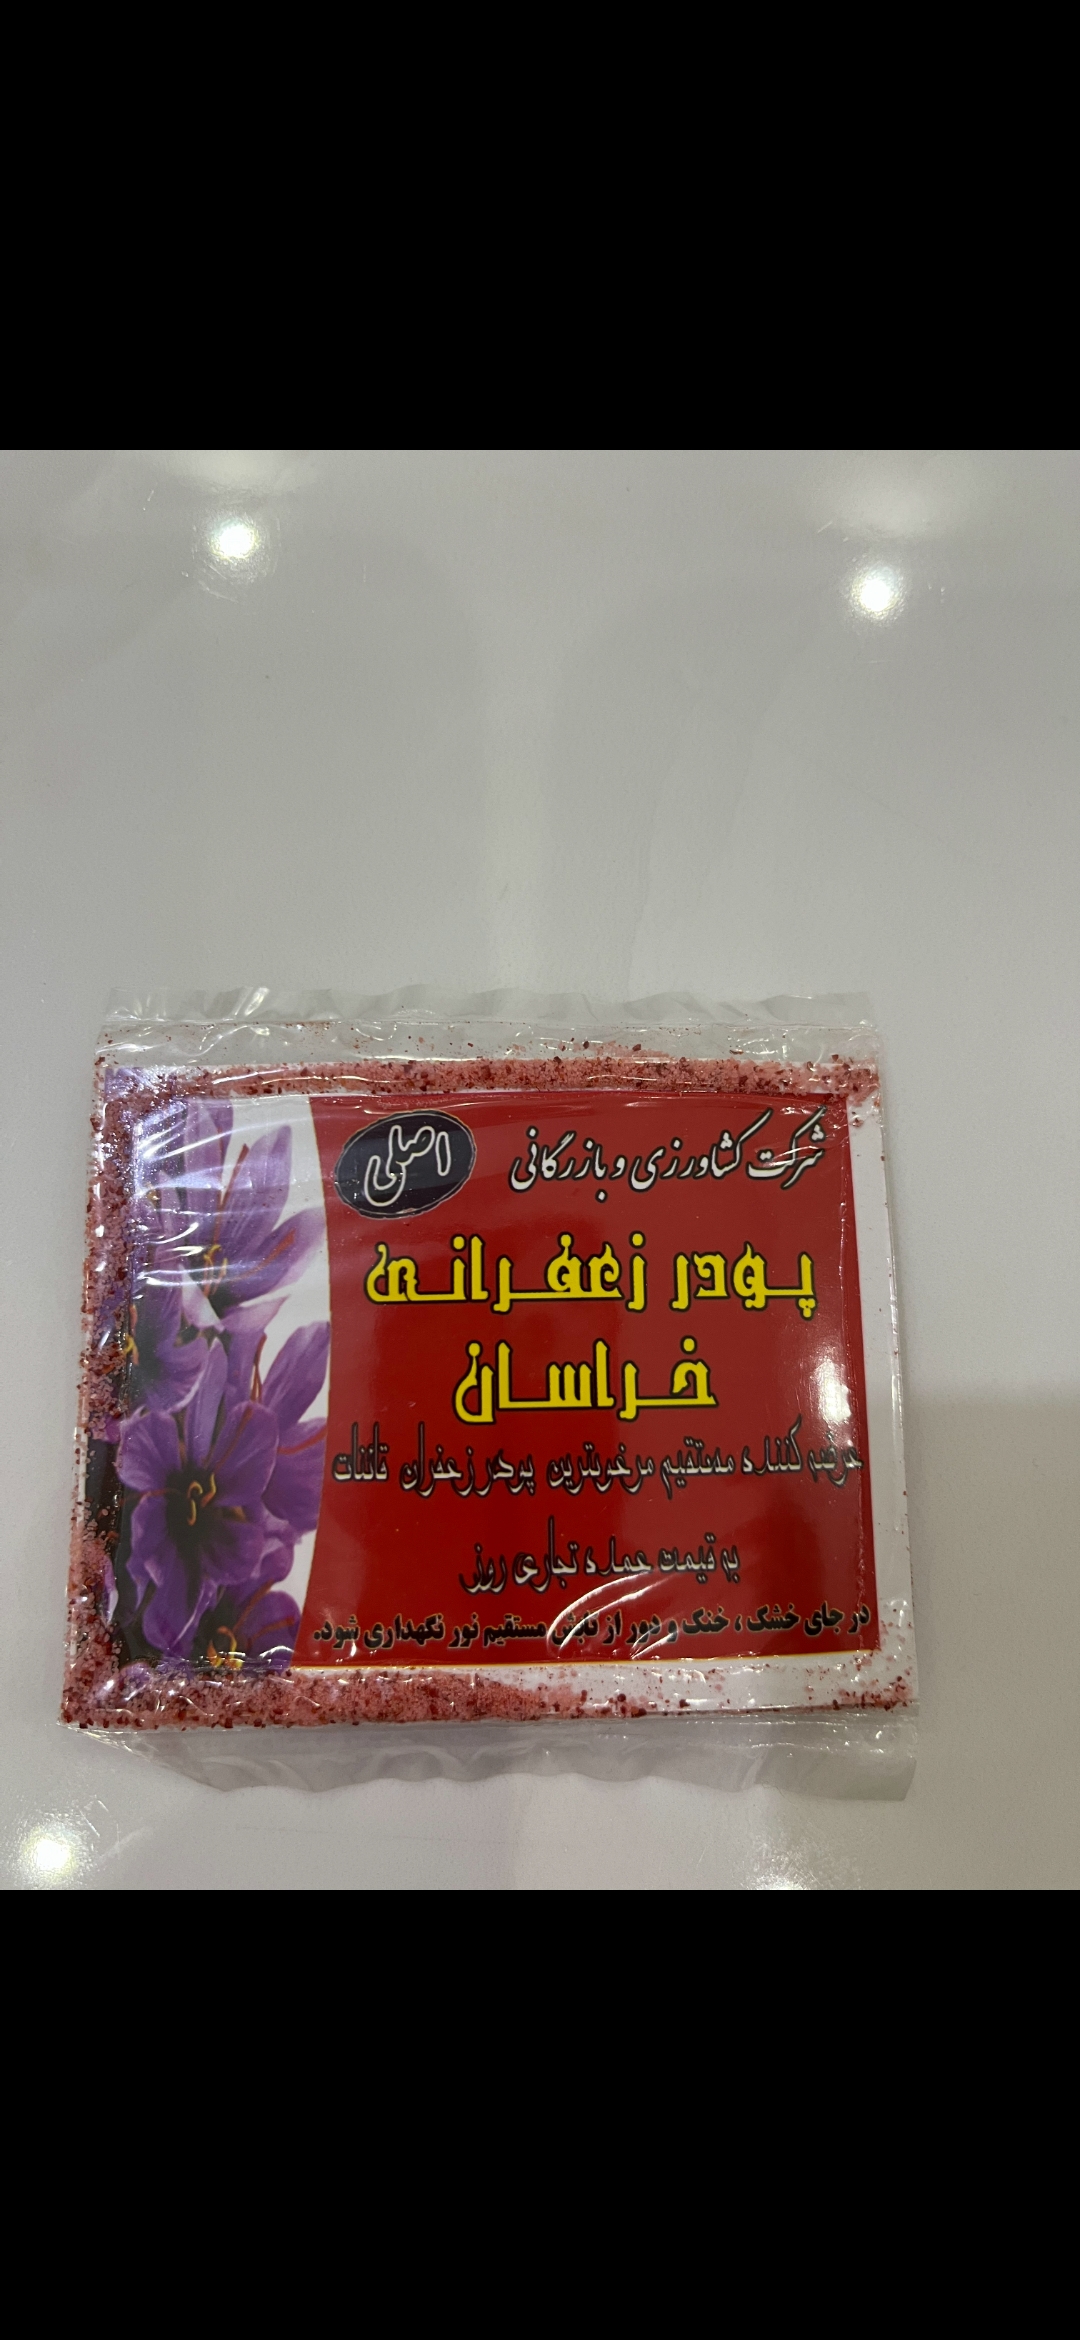 شرکت کشاورزی و بازرگانی
اصلی
پودر زعفرانی
خراسان
عرضه کننده مستقیم مرغوبترین پودر زعفران قائنات
به قیمت عمده تجاری روز
در جای خشک ، خنک و دور از تابش مستقیم نور نگهداری شود.